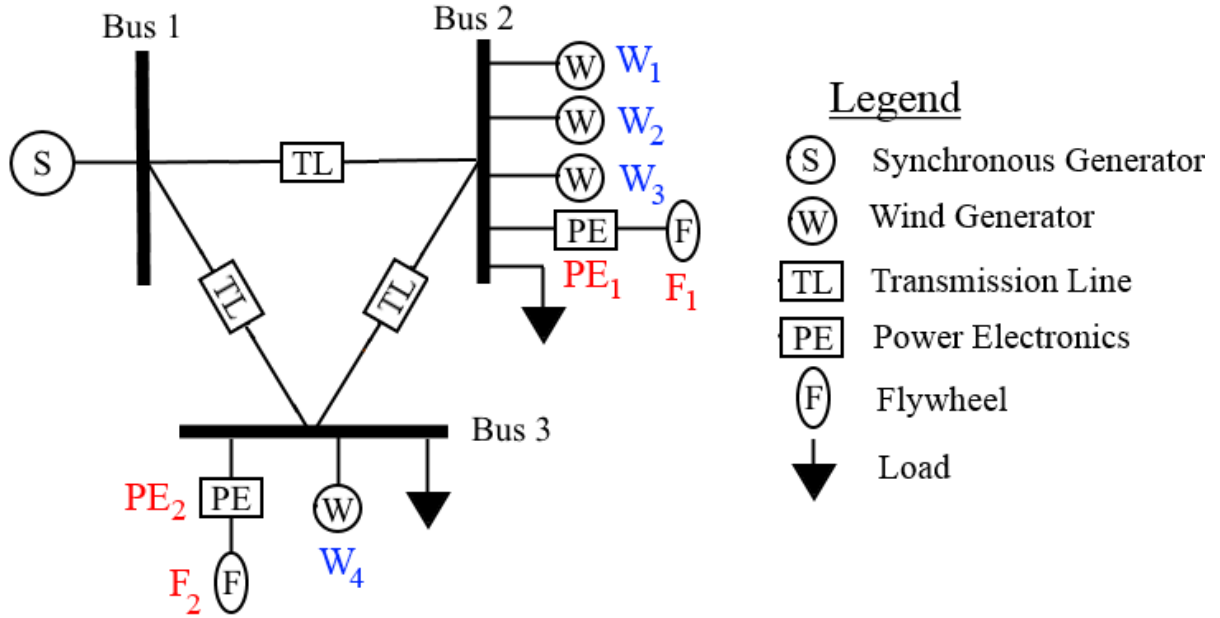 Bus 1
Bus 2
W W₁
W W₂
W W₃
PE F
PE₁ F₁
S
TL
TL
TL
Bus 3
PE₂ PE W
W₄
F₂ F
Legend
S Synchronous Generator
W Wind Generator
TL Transmission Line
PE Power Electronics
F Flywheel
Load